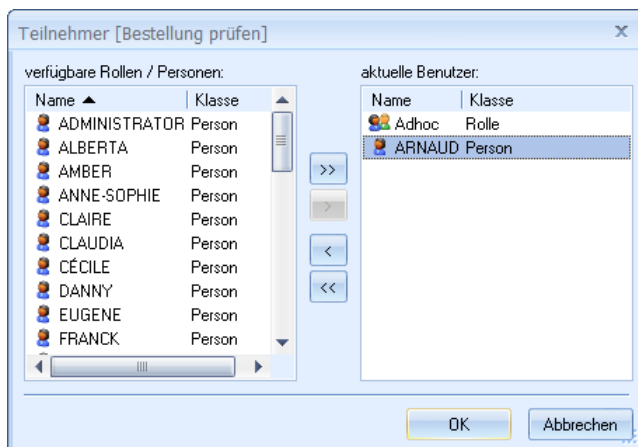 Teilnehmer [Bestellung prüfen]
verfügbare Rollen / Personen:
Name Klasse
ADMINISTRATOR Person
ALBERTA Person
AMBER Person
ANNE-SOPHIE Person
CLAIRE Person
CLAUDIA Person
CÉCILE Person
DANNY Person
EUGENE Person
FRANCK Person
>>
>
<
<<
aktuelle Benutzer:
Name Klasse
Adhoc Rolle
ARNAUD Person
OK Abbrechen